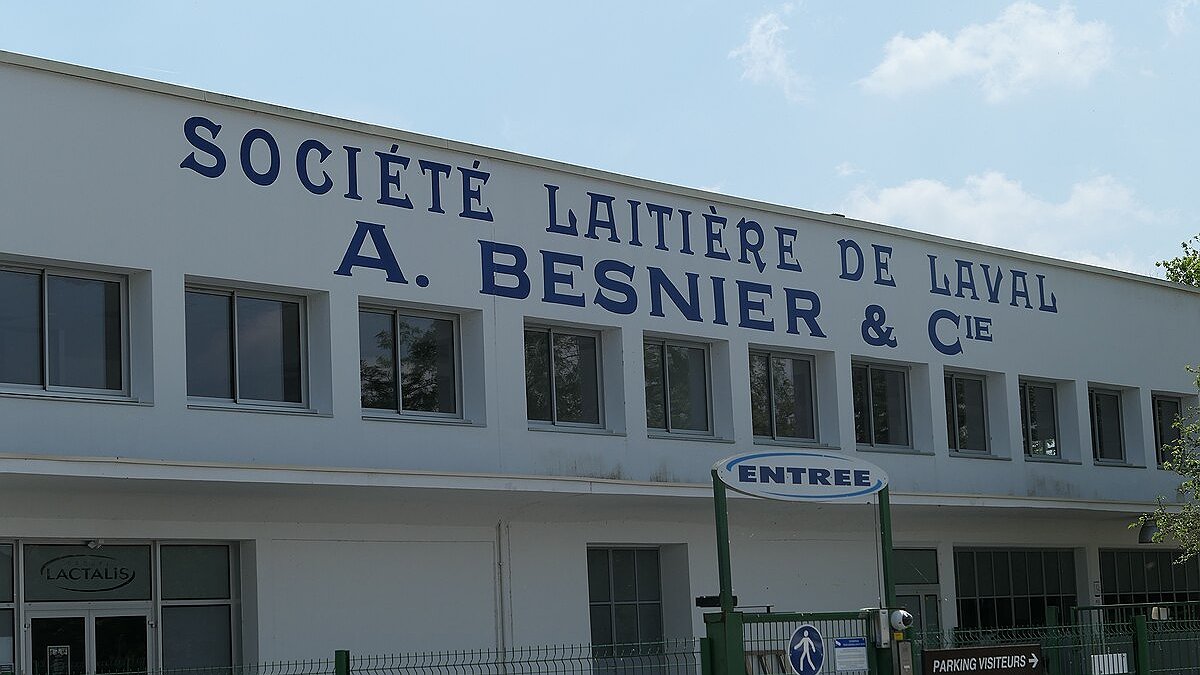 SOCIÉTÉ LAITIÈRE DE LAVAL
A. BESNIER & CIE
ENTREE
LACTALIS
PARKING VISITEURS →